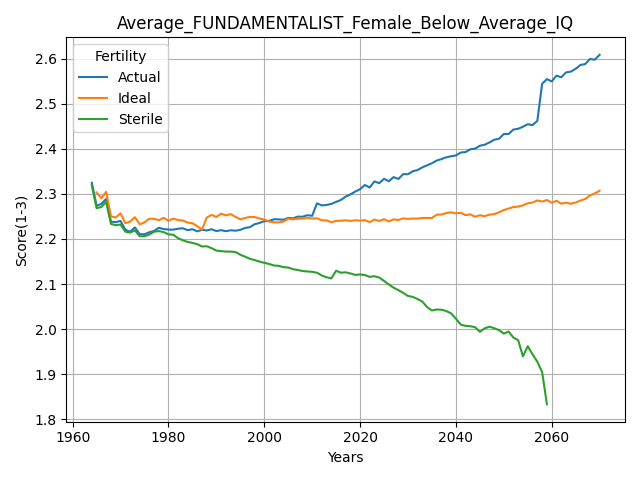 Average_FUNDAMENTALIST_Female_Below_Average_IQ
Fertility
Actual
Ideal
Sterile
Score(1-3)
2.6
2.5
2.4
2.3
2.2
2.1
2.0
1.9
1.8
1960
1980
2000
2020
2040
2060
Years